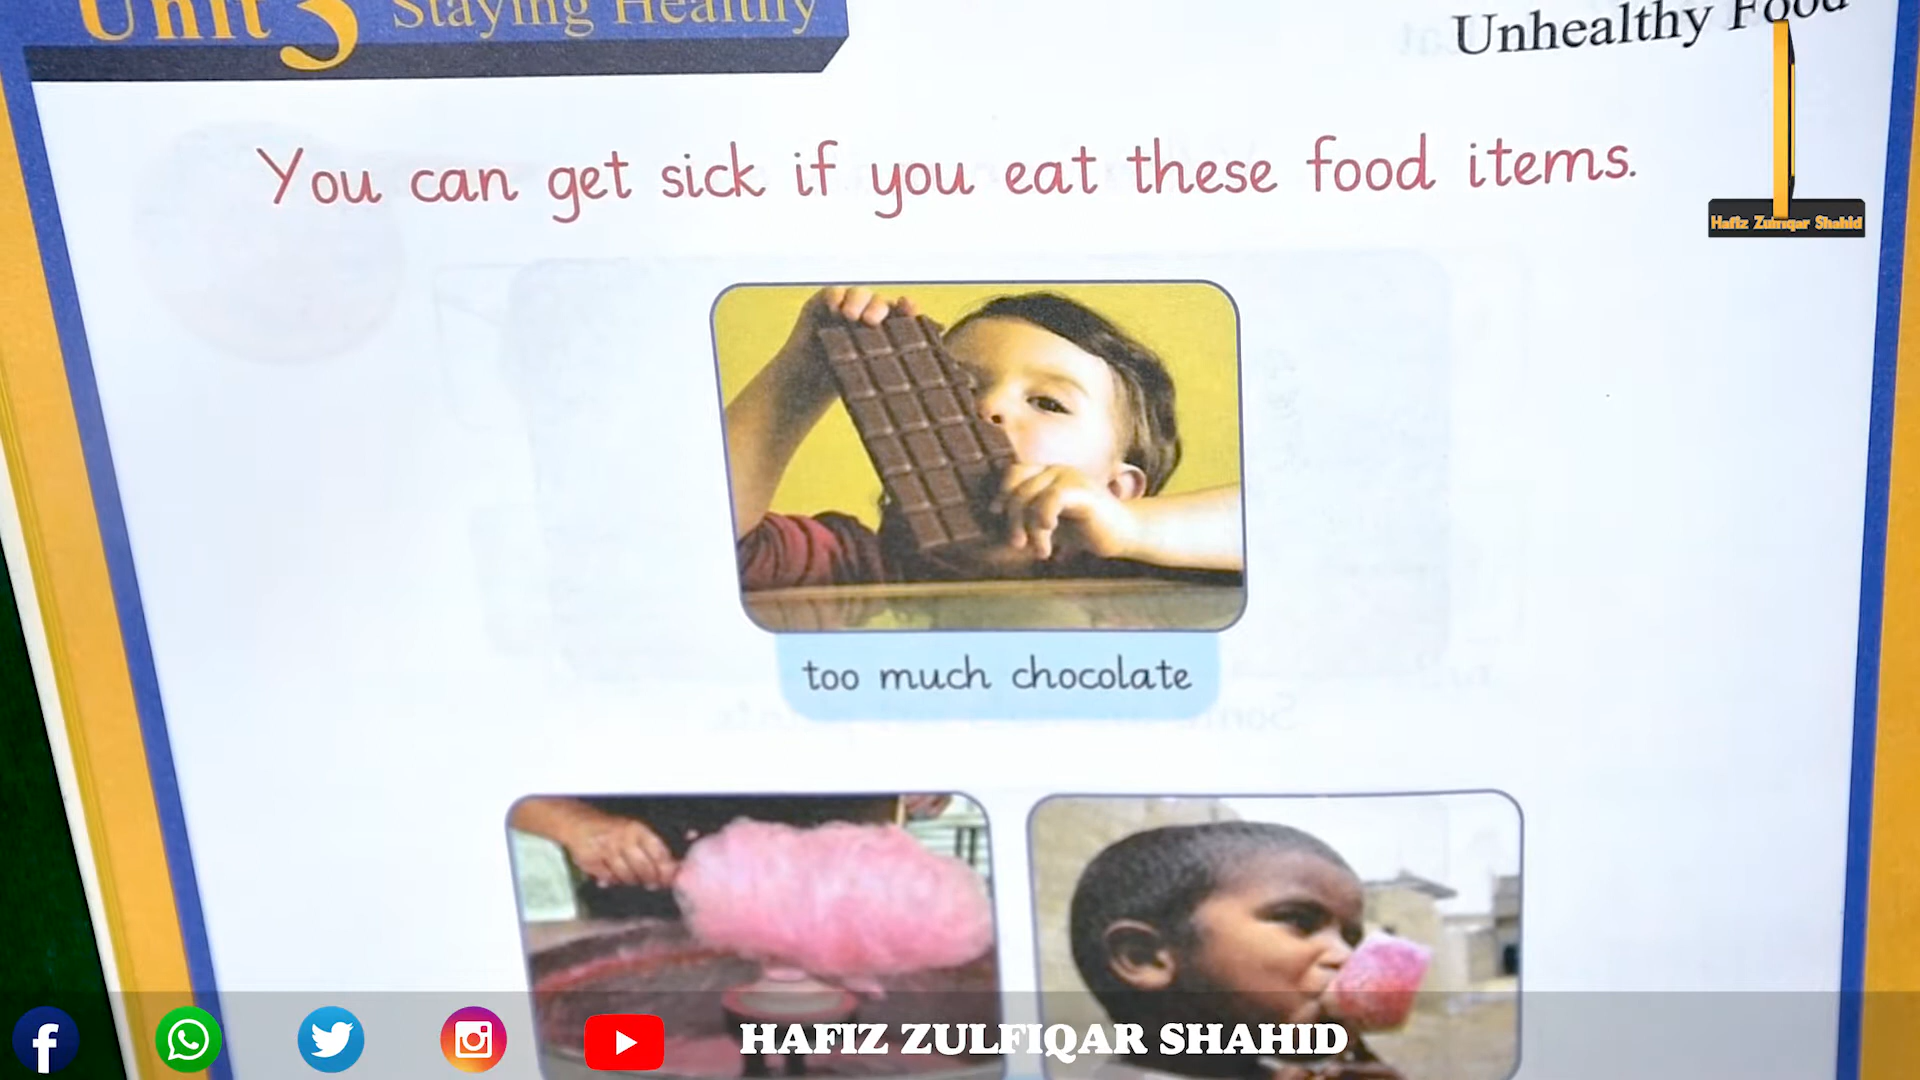 Unit 3 Staying Healthy
Unhealthy Food
You can get sick if you eat these food items.
Hafiz Zulfiqar Shahid
too much chocolate
HAFIZ ZULFIQAR SHAHID